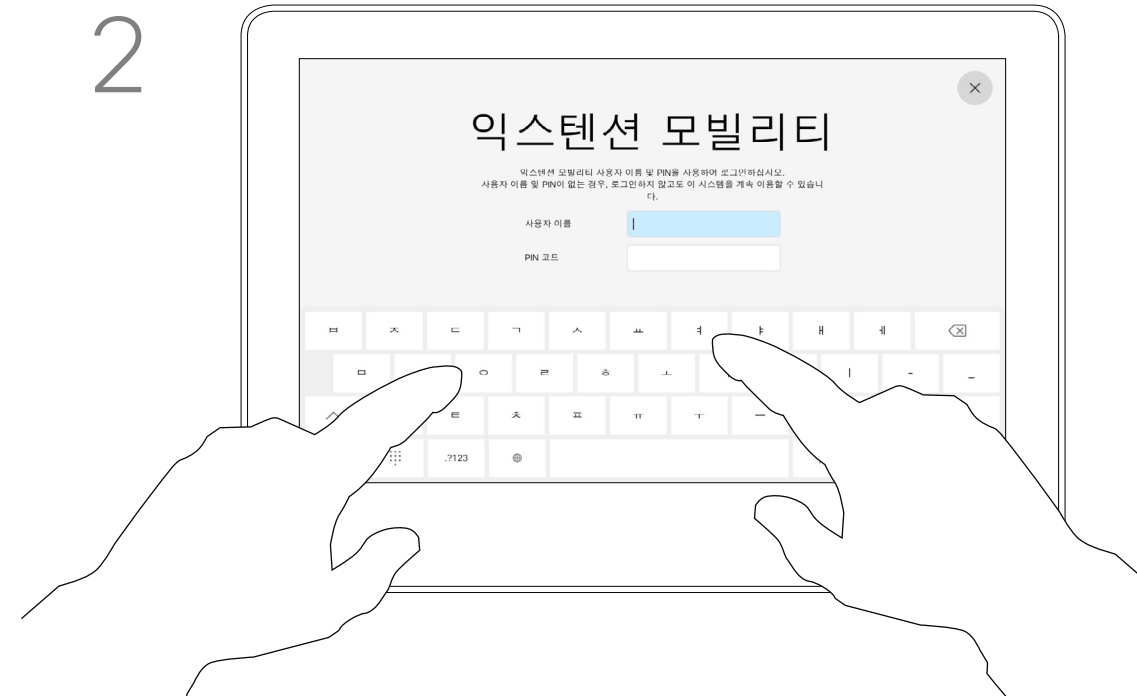 2
익스텐션 모빌리티
익스텐션 모빌리티 사용자 이름 및 PIN을 사용하여 로그인하십시오.
사용자 이름 및 PIN이 없는 경우, 로그인하지 않고도 이 시스템을 계속 이용할 수 있습니
다.
사용자 이름
PIN 코드
ㅂ ㅈ ㄷ ㄱ ㅅ ㅛ ㅕ ㅑ ㅐ ㅔ
ㅁ ㅇ ㄹ ㅎ ㅗ ㅣ - _
ㅌ ㅊ ㅍ ㅠ ㅜ ㅡ
.?123